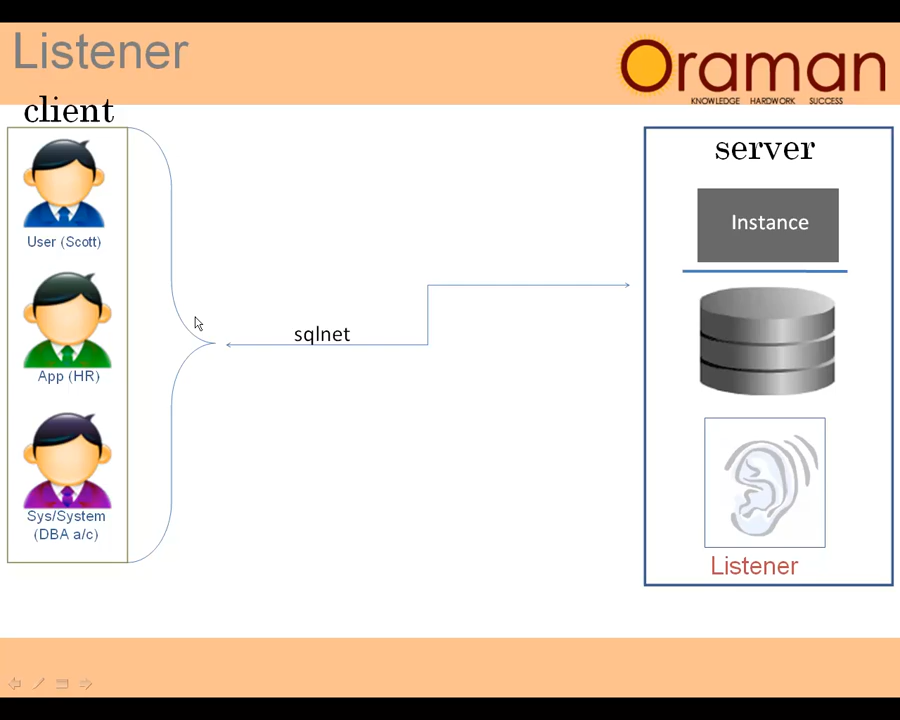 Listener
Oraman
KNOWLEDGE HARDWORK SUCCESS
client
User (Scott)
App (HR)
Sys/System
(DBA a/c)
sqlnet
server
Instance
Listener